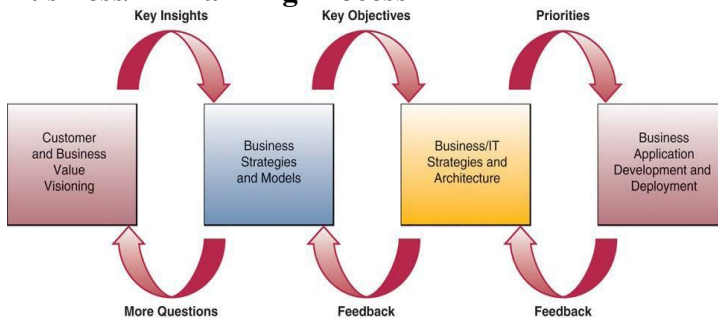 Key Insights
Key Objectives
Priorities
Customer
and Business
Value
Visioning
Business
Strategies
and Models
Business/IT
Strategies and
Architecture
Business
Application
Development and
Deployment
More Questions
Feedback
Feedback